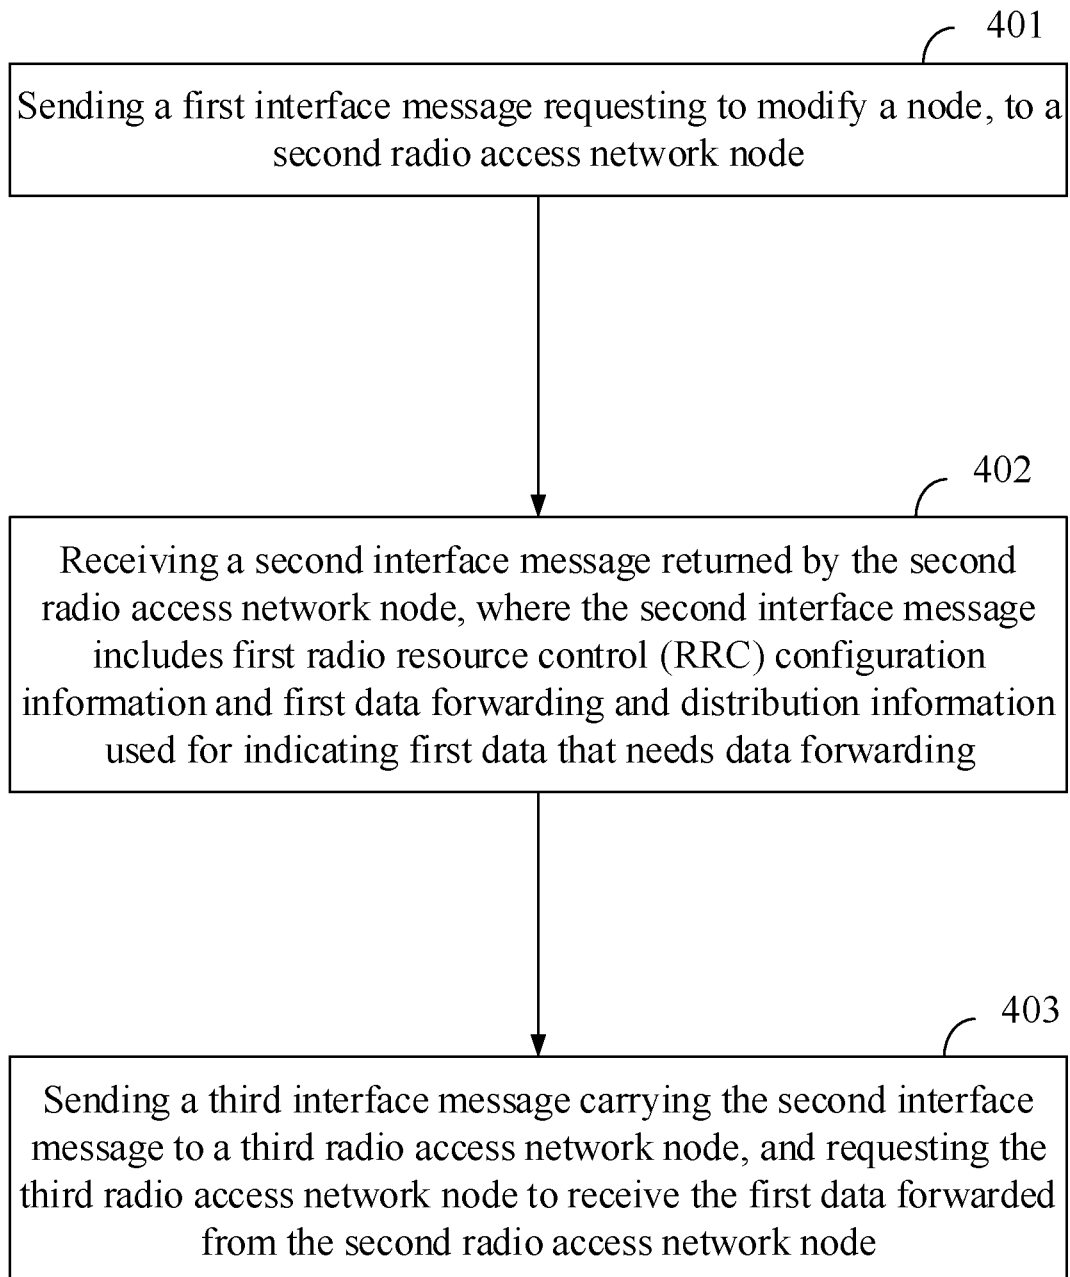 401
Sending a first interface message requesting to modify a node, to a
second radio access network node
402
Receiving a second interface message returned by the second
radio access network node, where the second interface message
includes first radio resource control (RRC) configuration
information and first data forwarding and distribution information
used for indicating first data that needs data forwarding
403
Sending a third interface message carrying the second interface
message to a third radio access network node, and requesting the
third radio access network node to receive the first data forwarded
from the second radio access network node